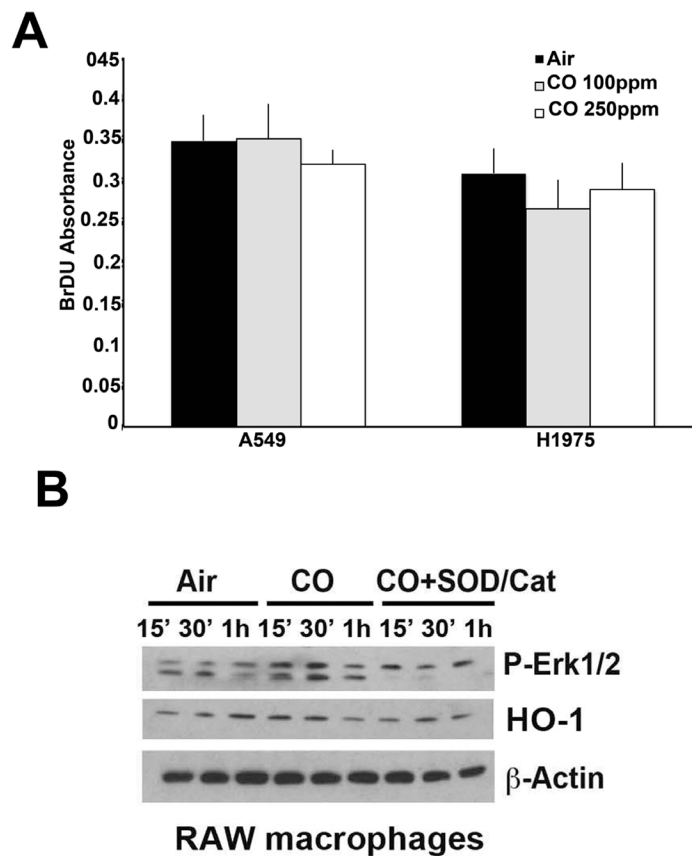 A
045
0.4
0.35
0.3
0.25
0.2
0.15
0.1
0.05
0
BrDU Absorbance
Air
CO 100ppm
CO 250ppm
A549
H1975
B
Air CO CO+SOD/Cat
15’ 30’ 1h 15’ 30’ 1h 15’ 30’ 1h
P-Erk1/2
HO-1
β-Actin
RAW macrophages